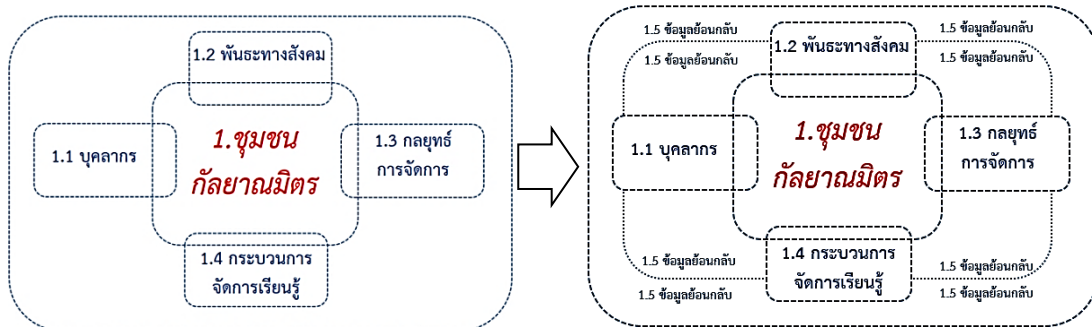 1.2 พันธะทางสังคม
1.1 บุคลากร
1.ชุมชน
กัลยาณมิตร
1.3 กลยุทธ์
การจัดการ
1.4 กระบวนการ
จัดการเรียนรู้
1.5 ข้อมูลย้อนกลับ
1.5 ข้อมูลย้อนกลับ
1.2 พันธะทางสังคม
1.5 ข้อมูลย้อนกลับ
1.5 ข้อมูลย้อนกลับ
1.1 บุคลากร
1.ชุมชน
กัลยาณมิตร
1.3 กลยุทธ์
การจัดการ
1.5 ข้อมูลย้อนกลับ
1.5 ข้อมูลย้อนกลับ
1.4 กระบวนการ
จัดการเรียนรู้
1.5 ข้อมูลย้อนกลับ
1.5 ข้อมูลย้อนกลับ